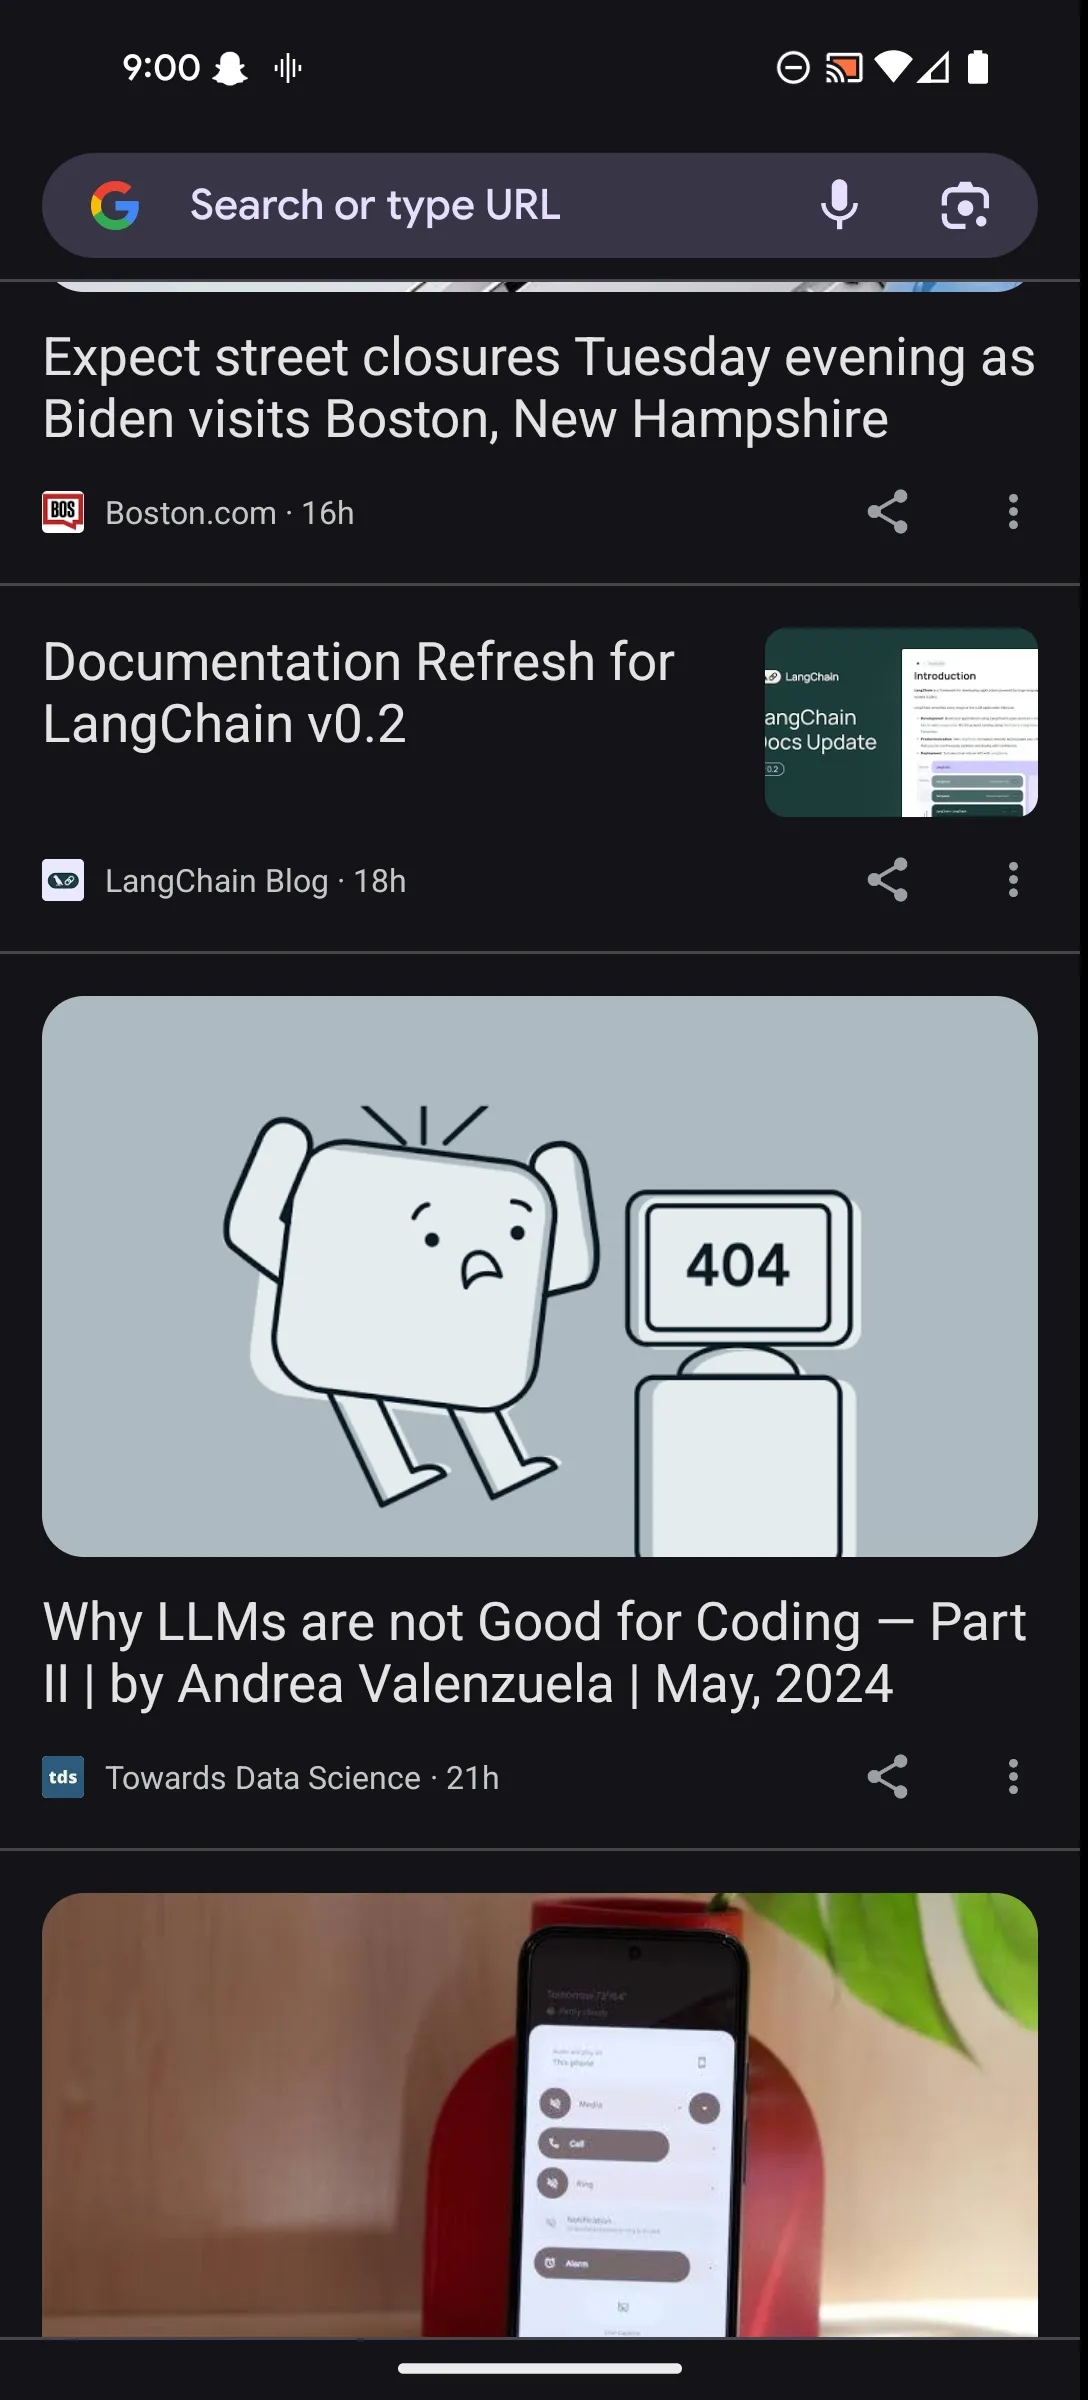 9:00
Search or type URL
Expect street closures Tuesday evening as
Biden visits Boston, New Hampshire
BOS
Boston.com · 16h
Documentation Refresh for
LangChain v0.2
LangChain
angChain
ocs Update
0.2
Introduction
LangChain Blog · 18h
404
Why LLMs are not Good for Coding — Part
II | by Andrea Valenzuela | May, 2024
tds
Towards Data Science · 21h
This phone
Media
Call
Ring
Notification
Alarm